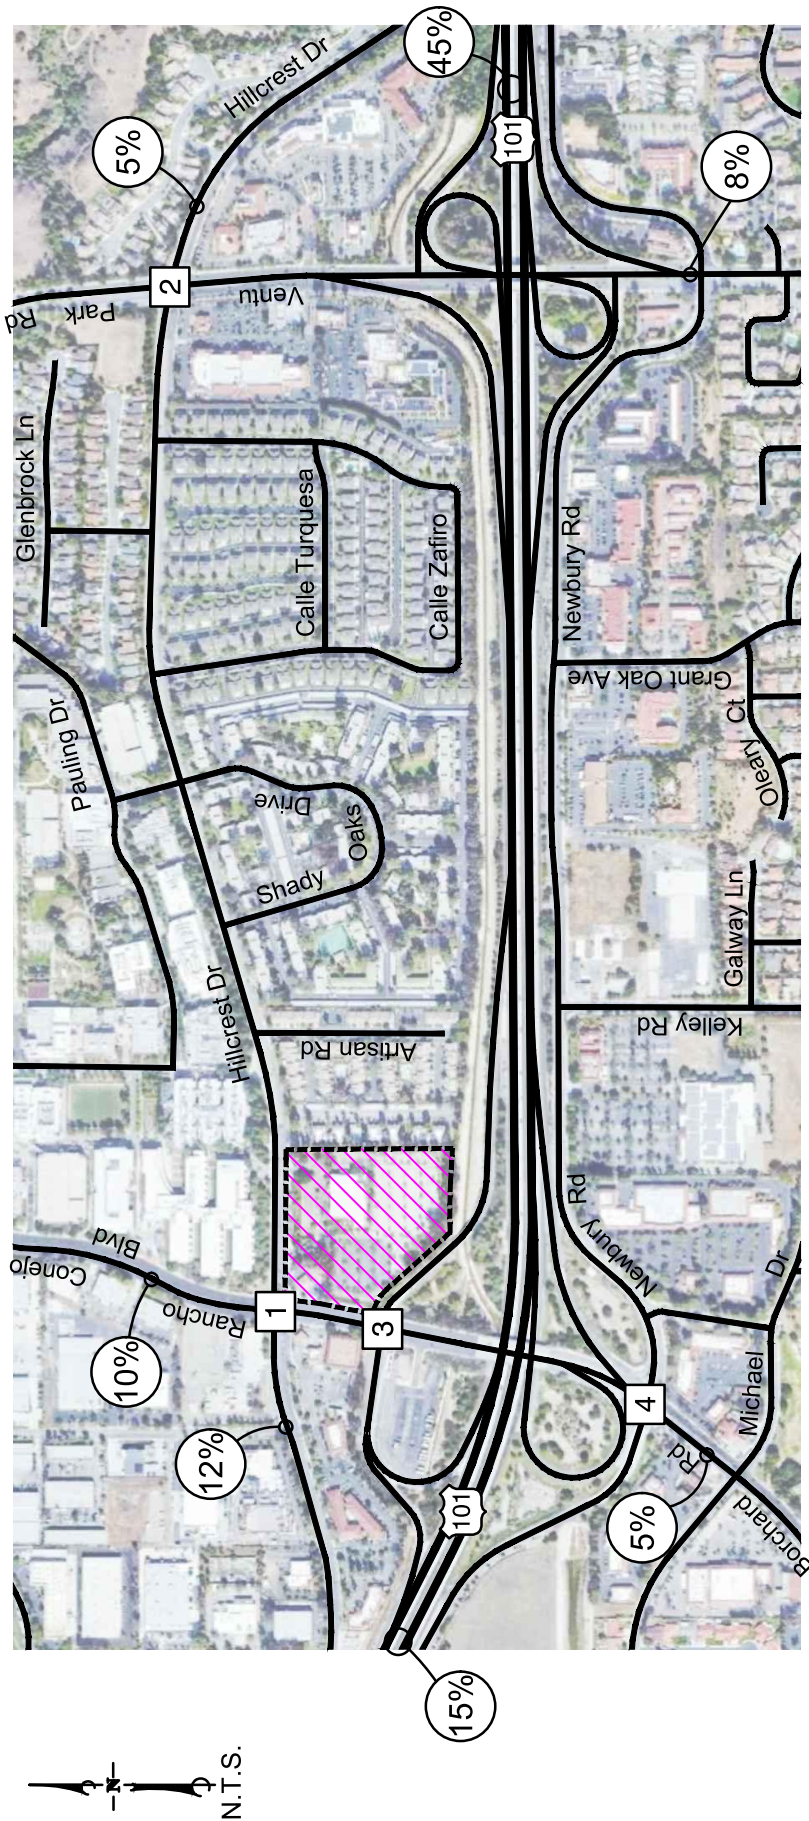 45%
Hillcrest Dr
5%
101
8%
2
Ventu
Park
Rd
Glenbrock Ln
Calle Turquesa
Calle Zafiro
Newbury Rd
Pauling Dr
Grant Oak Ave
Oleary
Ct
Drive
Oaks
Shady
Galway Ln
Hillcrest Dr
Artisan Rd
Kelley Rd
Conejo
Blvd
Rancho
1
3
10%
12%
Newbury
Rd
Dr
Michael
4
Rd
Borchard
5%
101
15%
N
N.T.S.